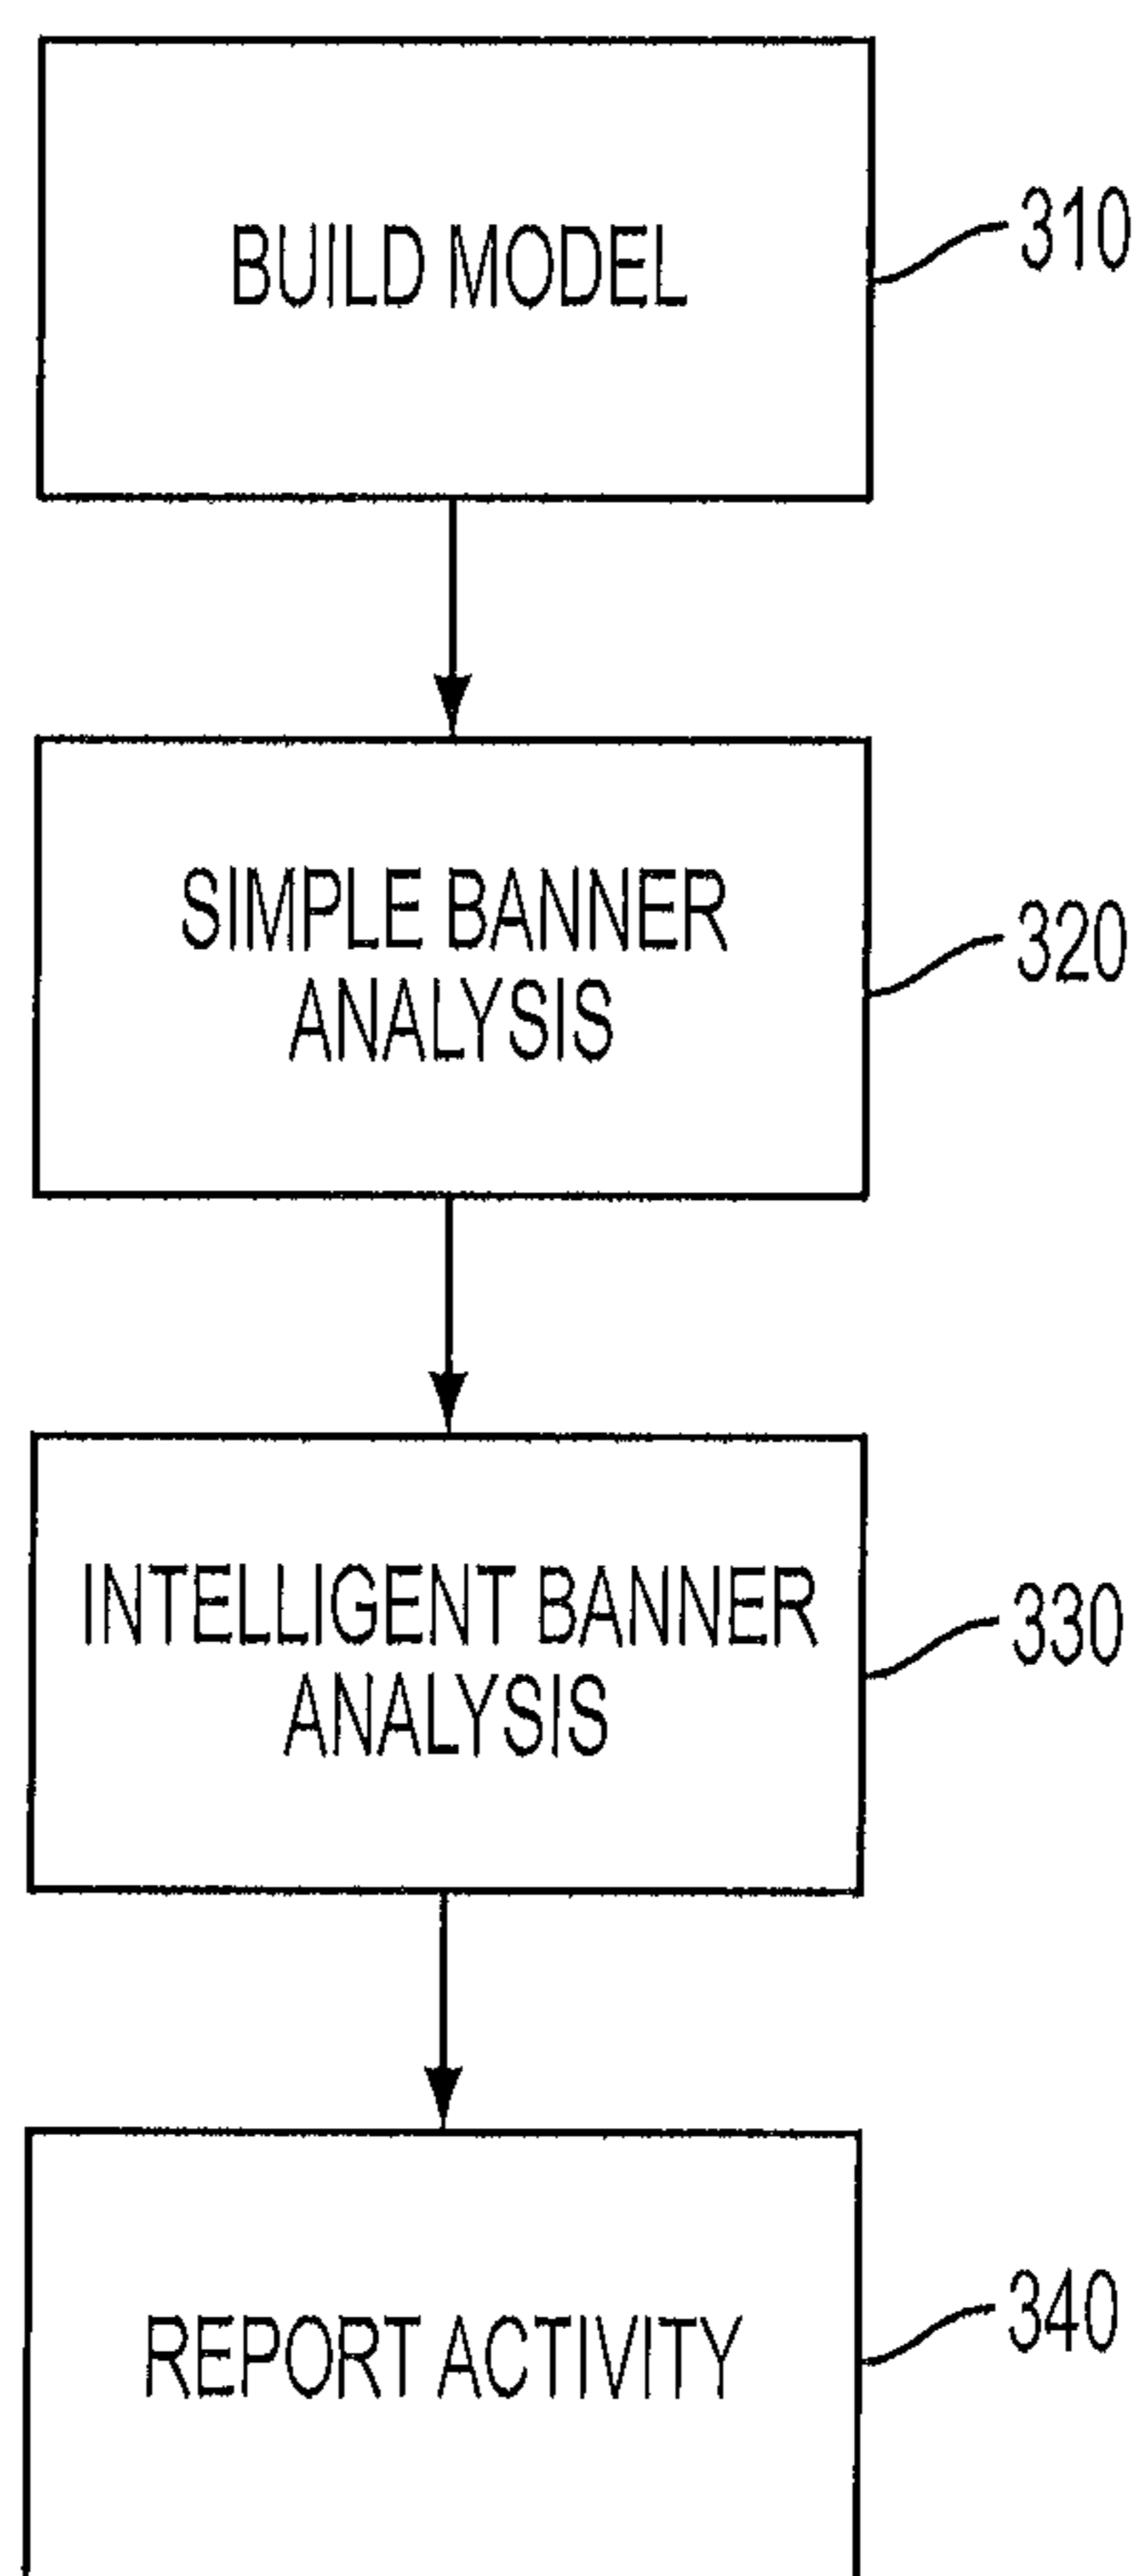 BUILD MODEL
310
SIMPLE BANNER
ANALYSIS
320
INTELLIGENT BANNER
ANALYSIS
330
REPORT ACTIVITY
340